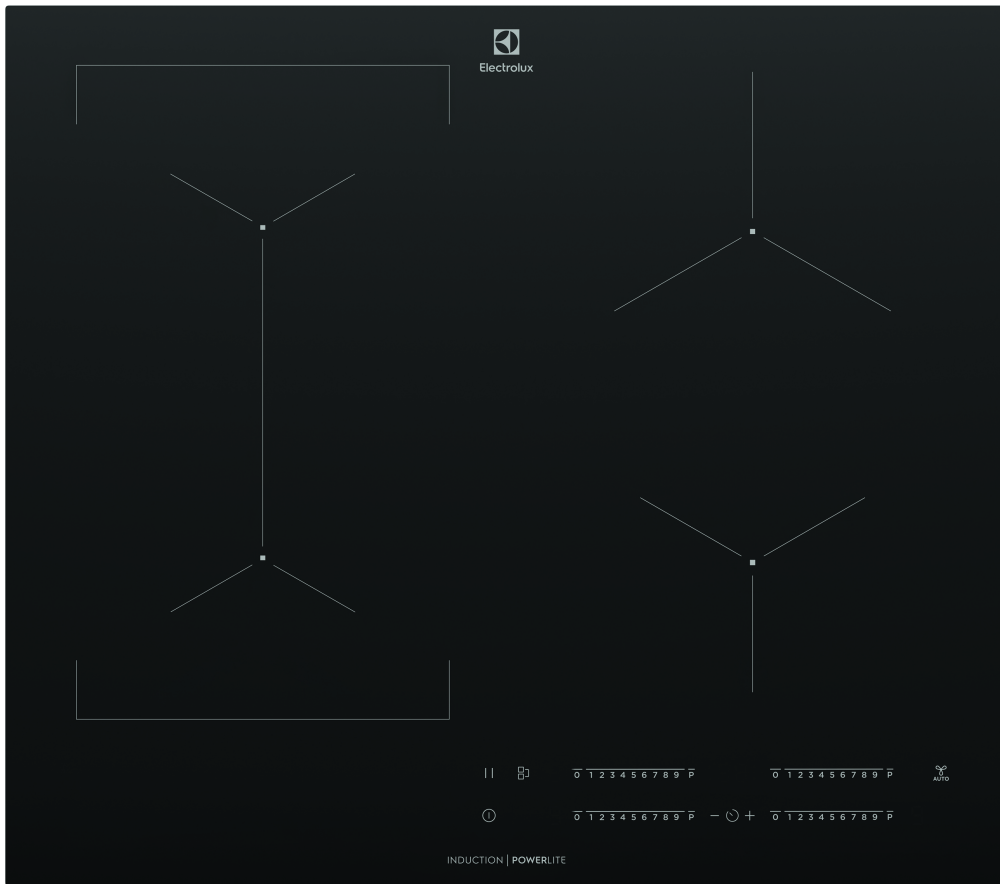 Electrolux
0 1 2 3 4 5 6 7 8 9 P 0 1 2 3 4 5 6 7 8 9 P
AUTO
0 1 2 3 4 5 6 7 8 9 P − + 0 1 2 3 4 5 6 7 8 9 P
INDUCTION | POWERLITE